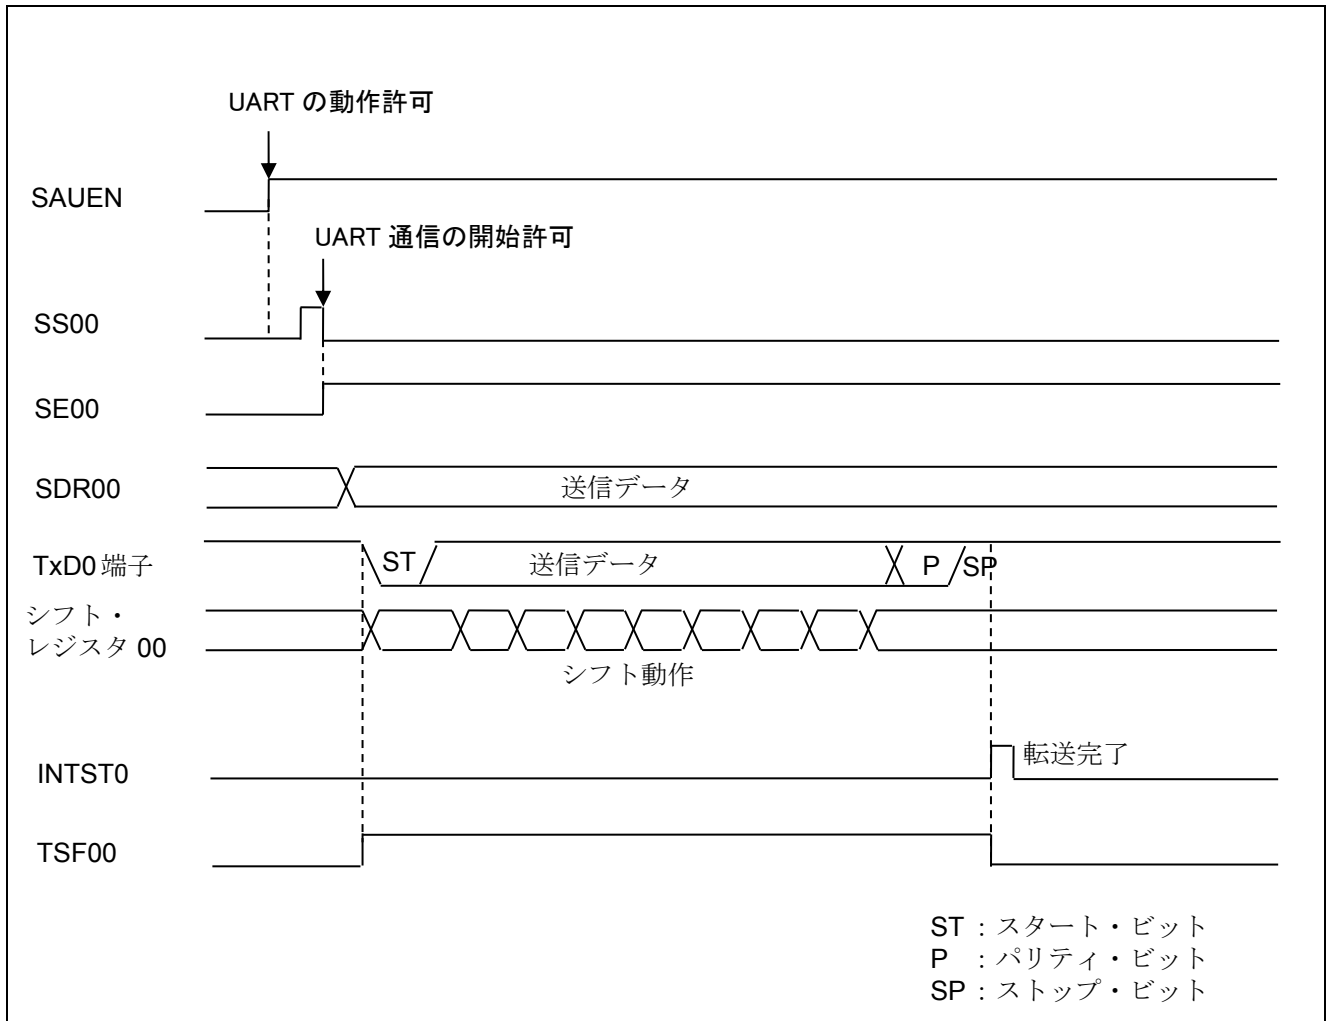 UART の動作許可
SAUEN
UART 通信の開始許可
SS00
SE00
SDR00
送信データ
TxD0 端子
ST
送信データ
P
SP
シフト・
レジスタ 00
シフト動作
INTST0
転送完了
TSF00
ST：スタート・ビット
P ：パリティ・ビット
SP：ストップ・ビット